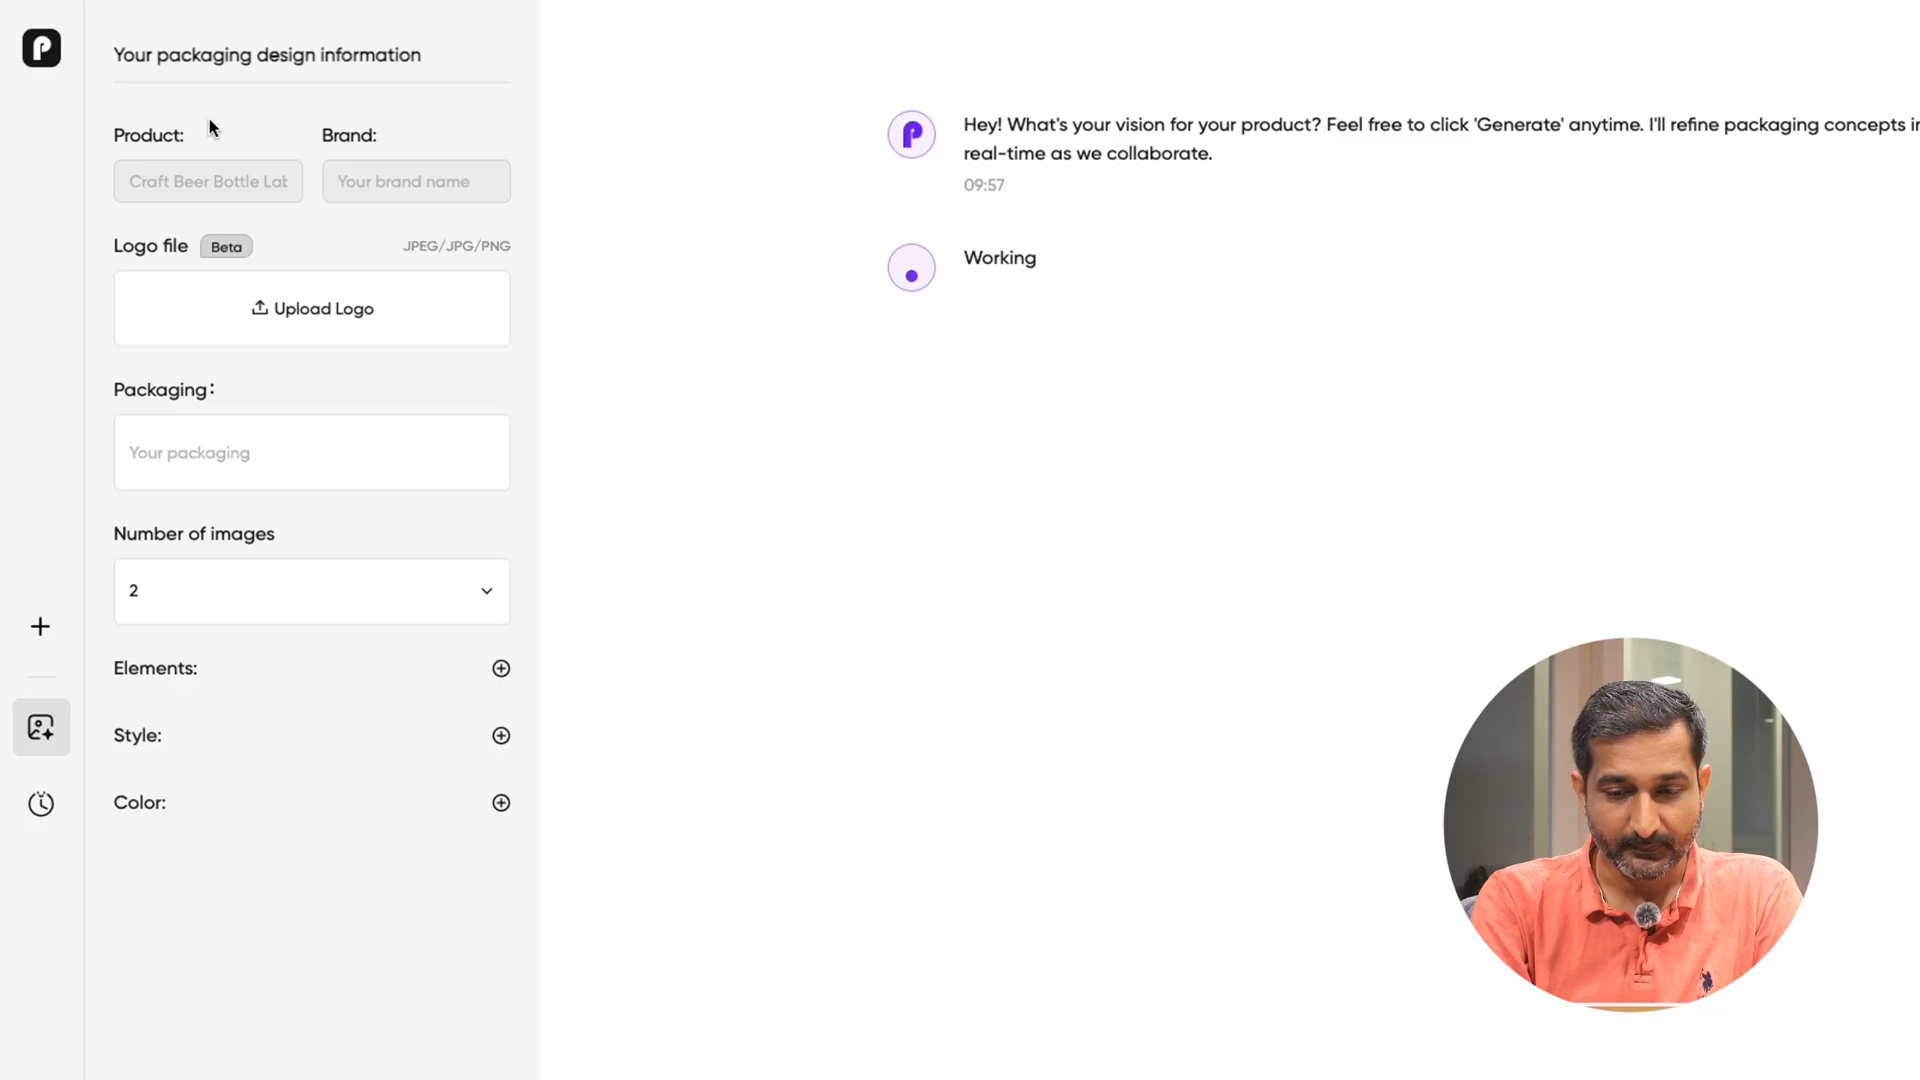 Your packaging design information
Product:
Brand:
Craft Beer Bottle Lab
Your brand name
Logo file
Beta
JPEG/JPG/PNG
Upload Logo
Packaging:
Your packaging
Number of images
2
Elements:
Style:
Color:
Hey! What's your vision for your product? Feel free to click 'Generate' anytime. I'll refine packaging concepts in
real-time as we collaborate.
09:57
Working